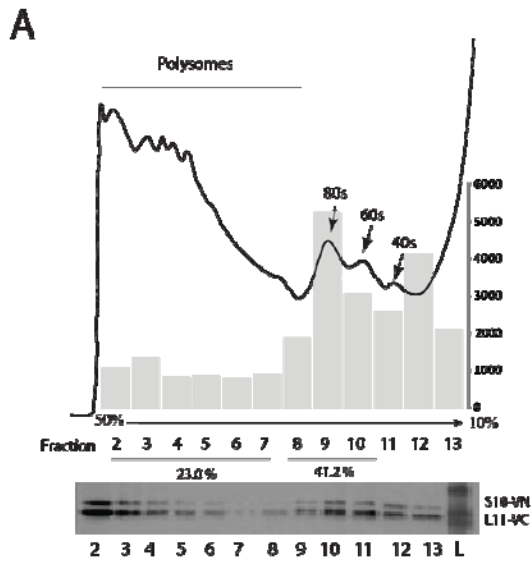 A
Polysomes
80s
60s
40s
6000
5000
4000
3000
2000
1000
0
50%
10%
Fraction 2 3 4 5 6 7 8 9 10 11 12 13
23.0% 41.2%
S18-VN
L11-VC
2 3 4 5 6 7 8 9 10 11 12 13 L